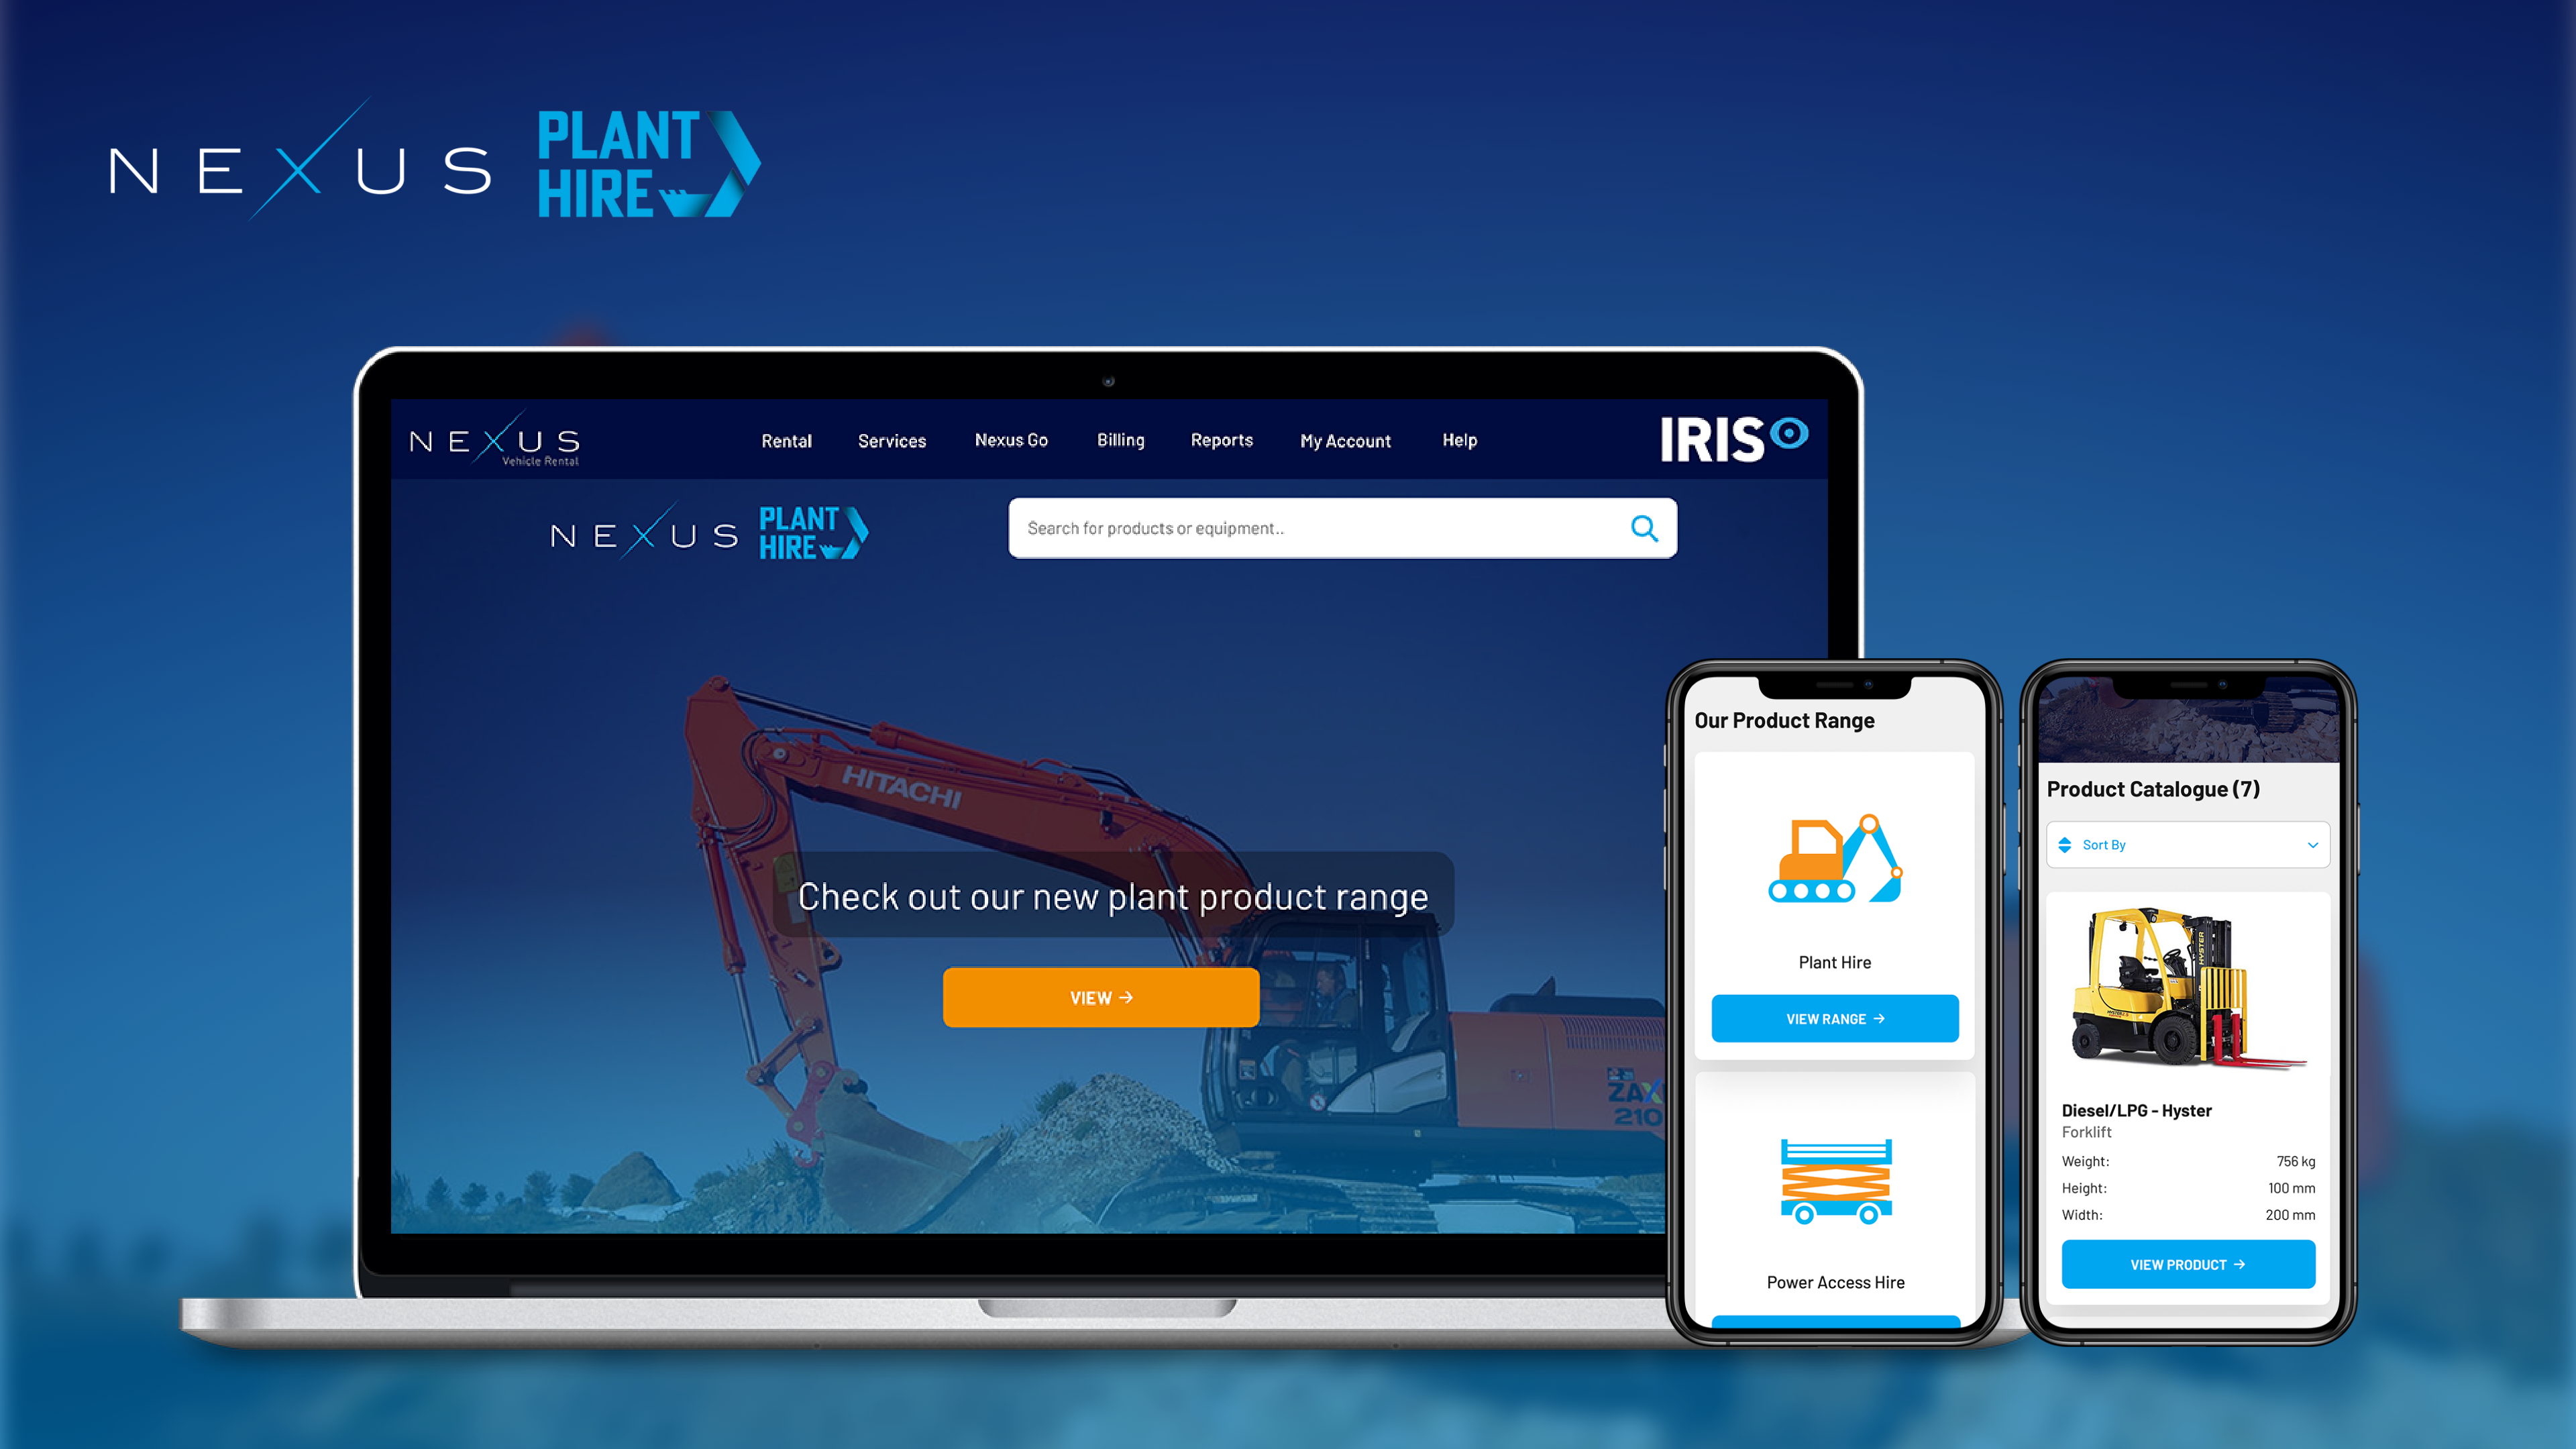 NEXUS
PLANT
HIRE
NEXUS
Vehicle Rental
Rental Services Nexus Go Billing Reports My Account Help
IRIS
NEXUS
PLANT
HIRE
Search for products or equipment..
HITACHI
Check out our new plant product range
VIEW →
210
Our Product Range
Plant Hire
VIEW RANGE →
Power Access Hire
Product Catalogue (7)
Sort By
HYSTER
Diesel/LPG - Hyster
Forklift
Weight: 756 kg
Height: 100 mm
Width: 200 mm
VIEW PRODUCT →